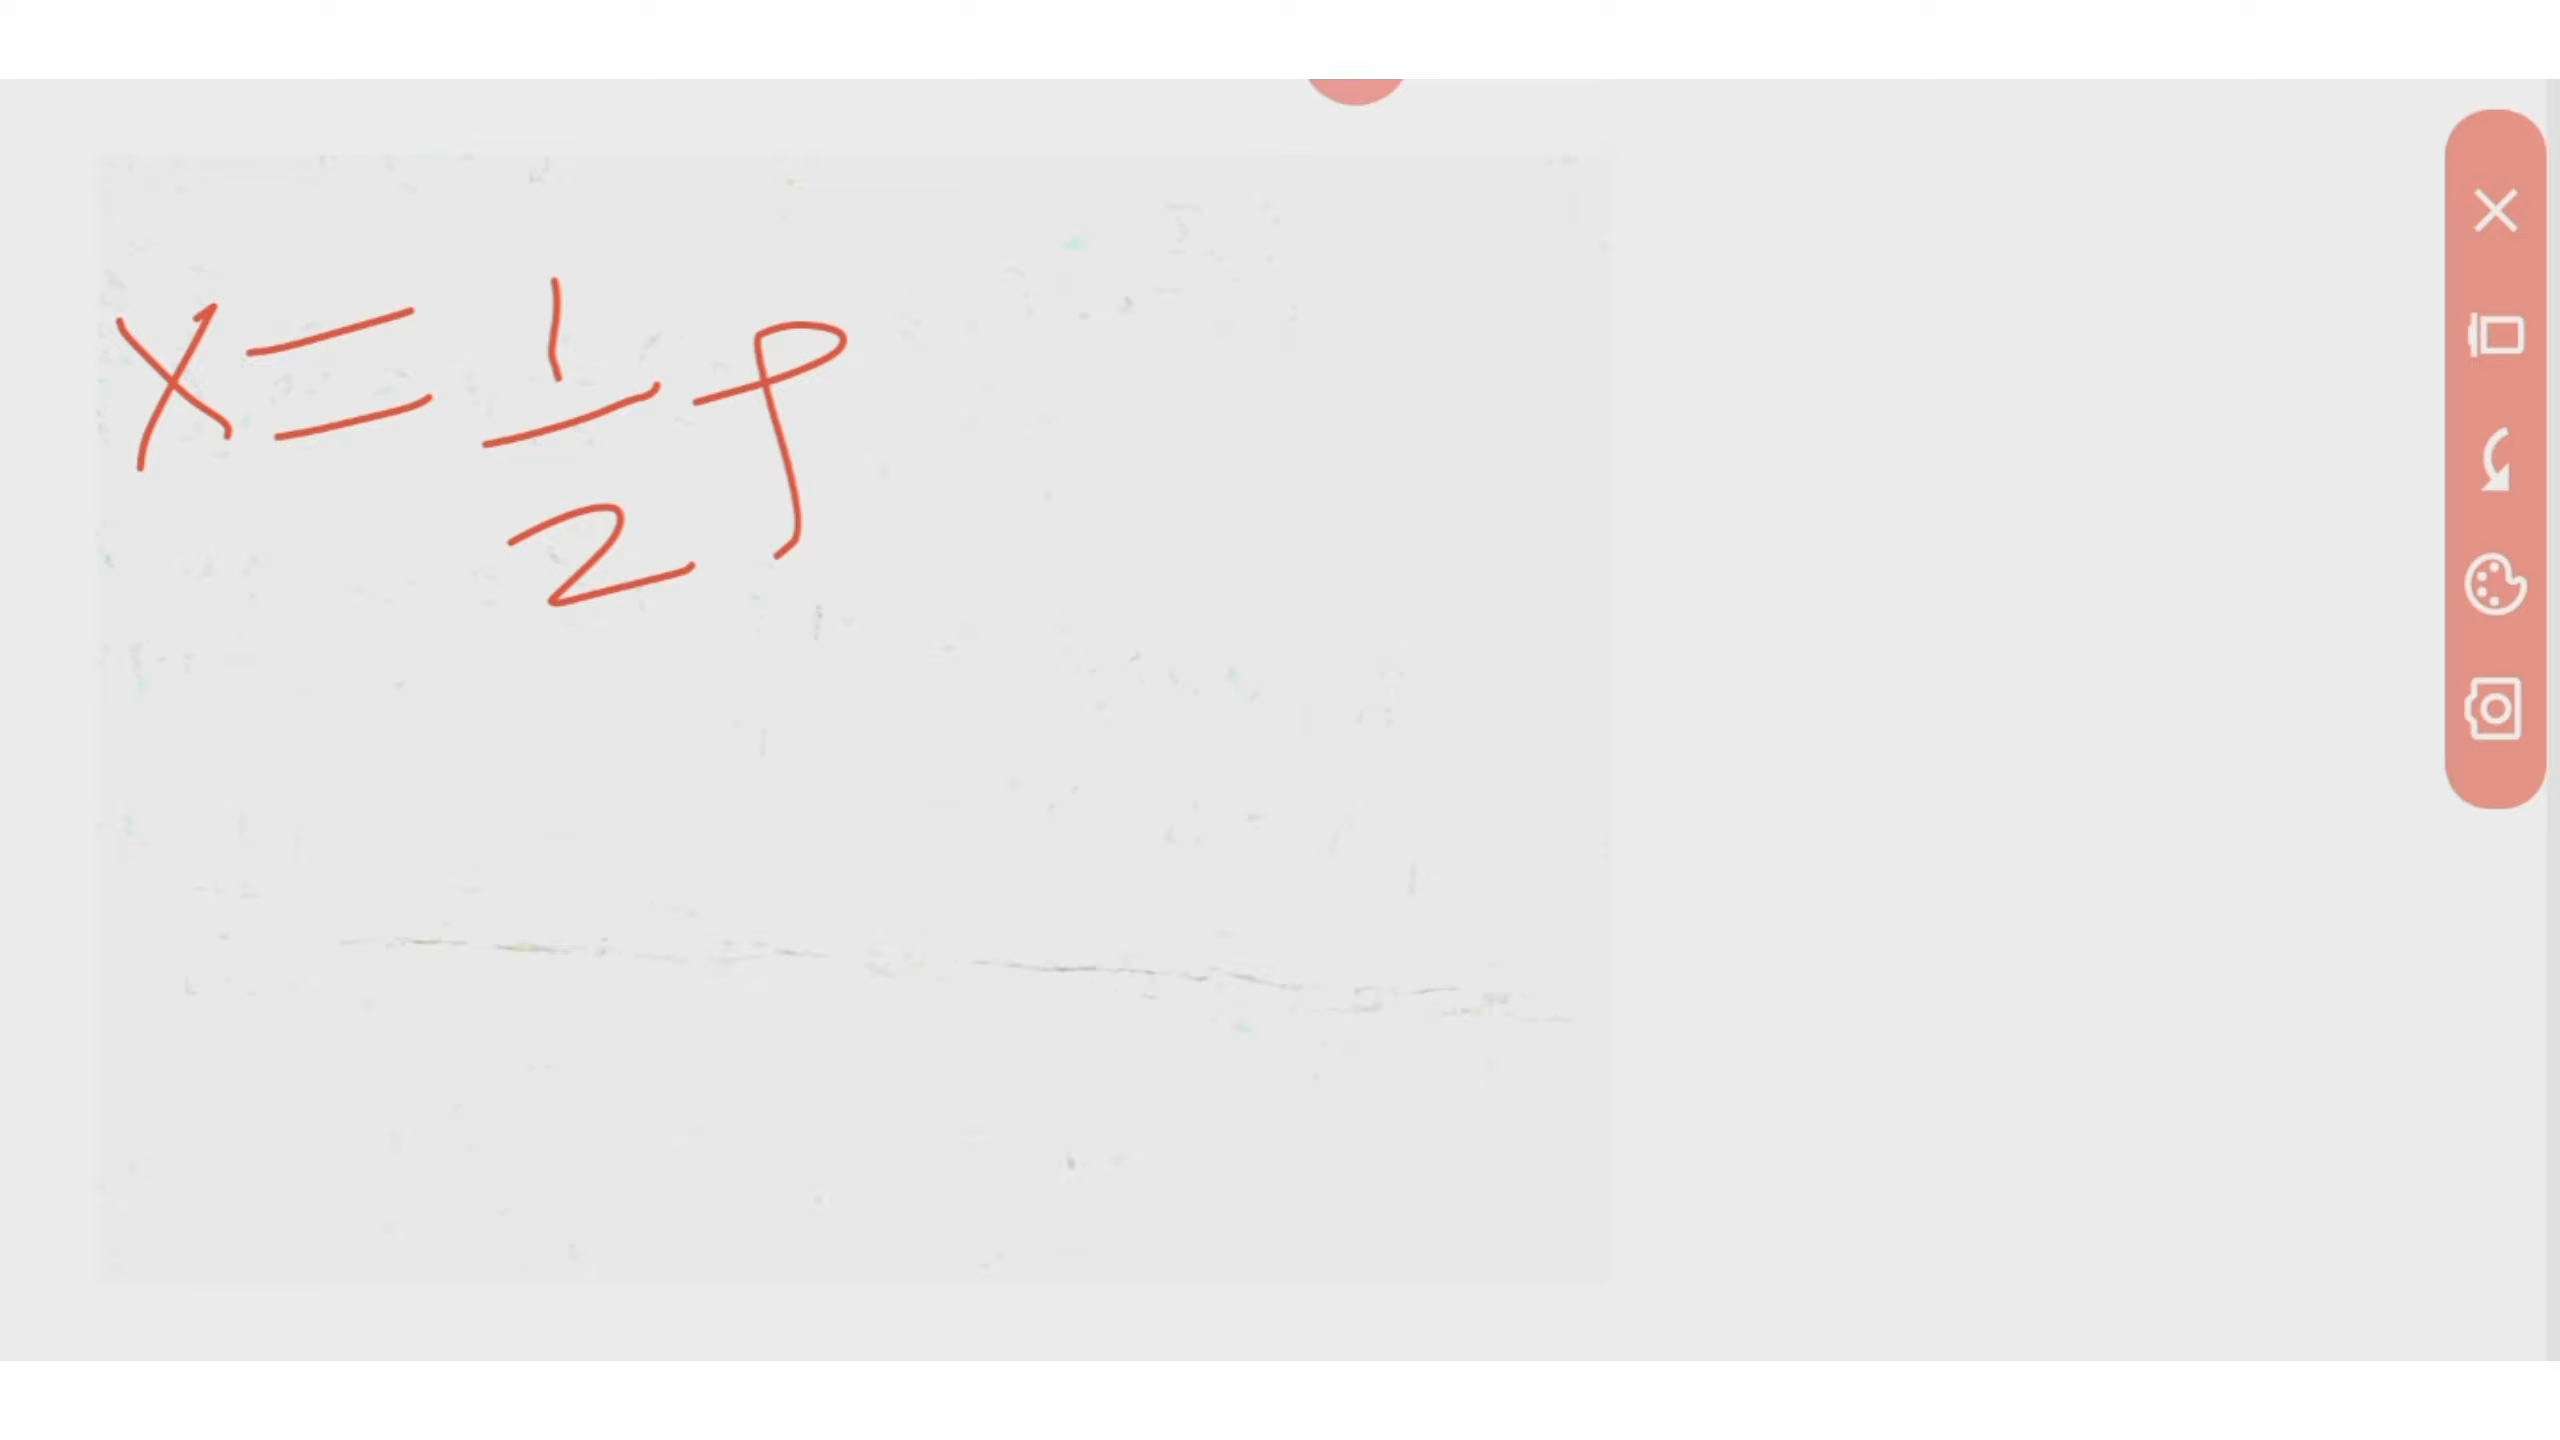 X = 1/2 P